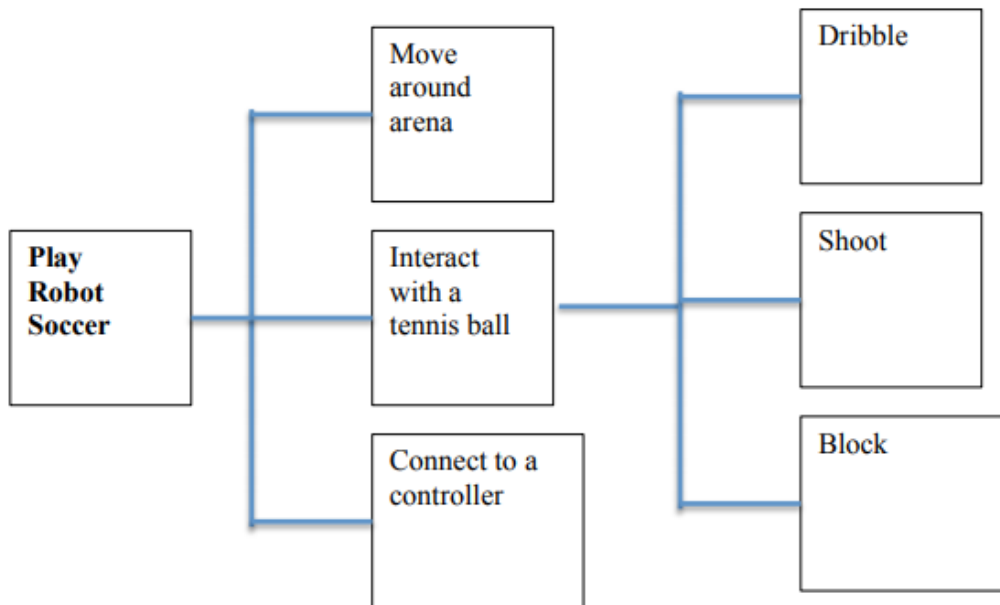 Play
Robot
Soccer
Move
around
arena
Interact
with a
tennis ball
Connect to a
controller
Dribble
Shoot
Block